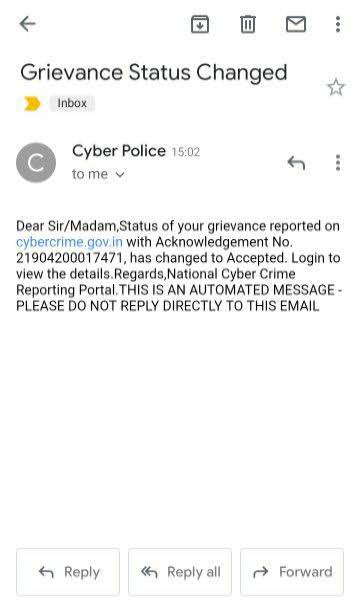 Grievance Status Changed
Inbox
C
Cyber Police 15:02
to me
Dear Sir/Madam,Status of your grievance reported on
cybercrime.gov.in with Acknowledgement No.
21904200017471, has changed to Accepted. Login to
view the details.Regards,National Cyber Crime
Reporting Portal.THIS IS AN AUTOMATED MESSAGE -
PLEASE DO NOT REPLY DIRECTLY TO THIS EMAIL
Reply
Reply all
Forward